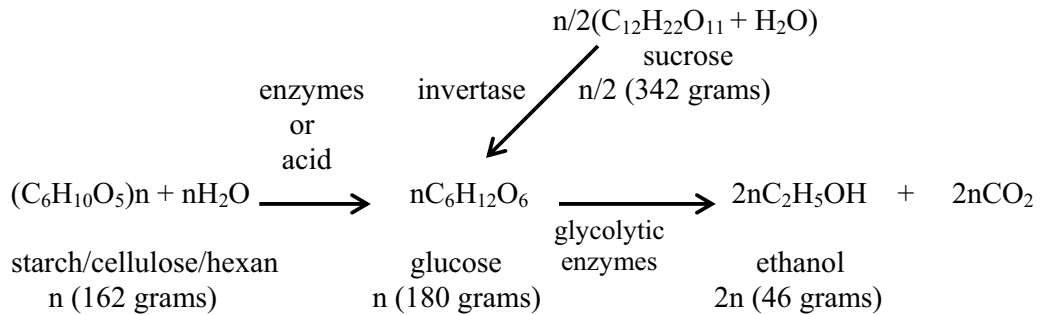 n/2(C₁₂H₂₂O₁₁ + H₂O)
sucrose
n/2 (342 grams)
enzymes
or
acid
invertase
(C₆H₁₀O₅)n + nH₂O
nC₆H₁₂O₆
2nC₂H₅OH + 2nCO₂
glycolytic
enzymes
starch/cellulose/hexan
glucose
ethanol
n (162 grams)
n (180 grams)
2n (46 grams)